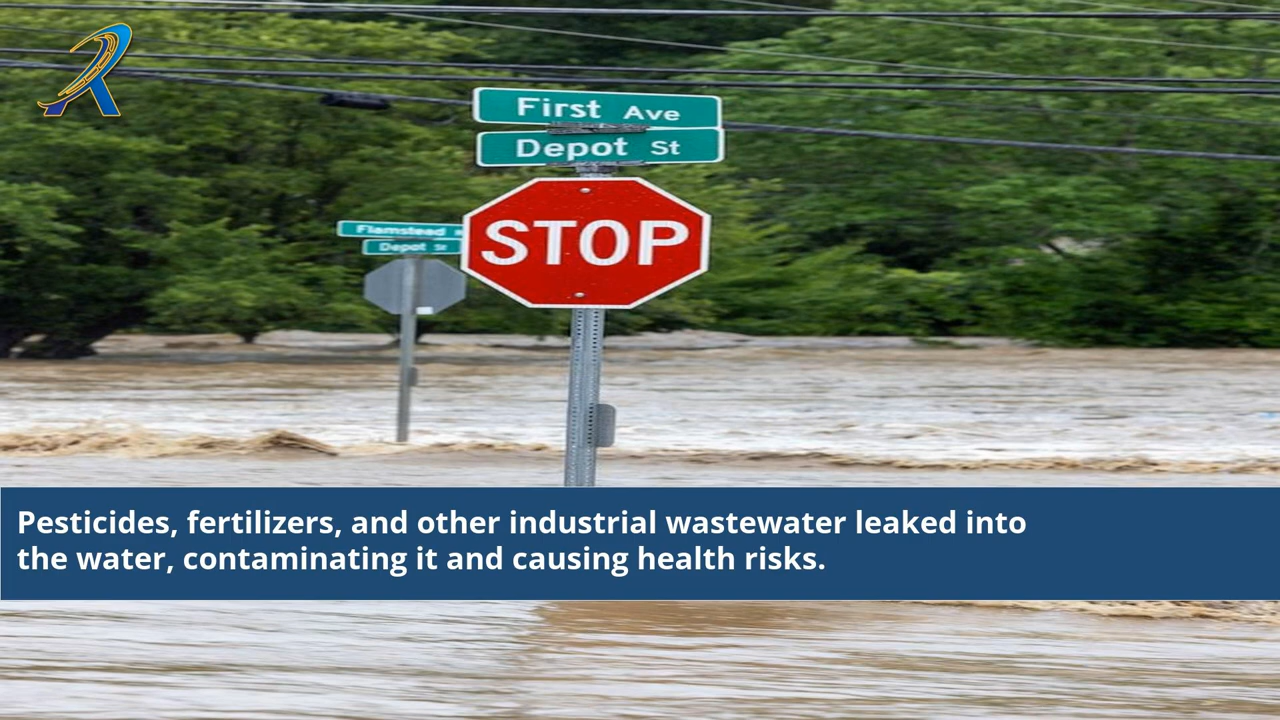 First Ave
Depot St
Flamstead
Depot St
STOP
Pesticides, fertilizers, and other industrial wastewater leaked into
the water, contaminating it and causing health risks.